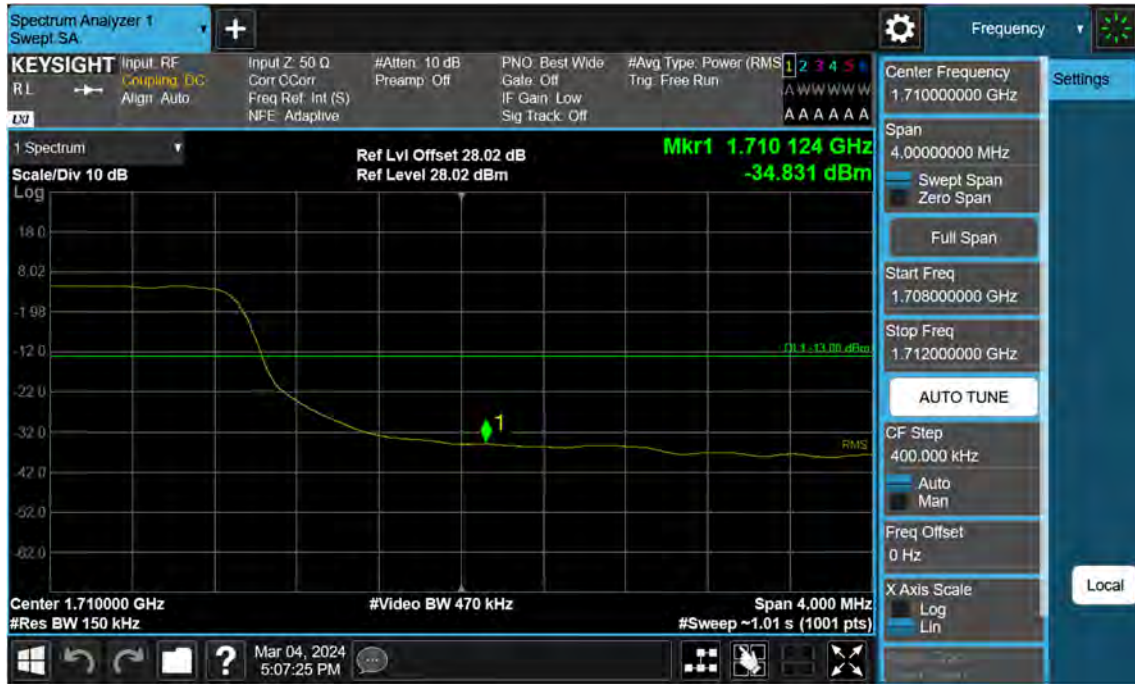 Spectrum Analyzer 1
Swept SA
Frequency
KEYSIGHT
RL
LXI
Input: RF
Coupling: DC
Align: Auto
Input Z: 50 Ω
Corr CCorr
Freq Ref: Int (S)
NFE: Adaptive
#Atten: 10 dB
Preamp: Off
PNO: Best Wide
Gate: Off
IF Gain: Low
Sig Track: Off
#Avg Type: Power (RMS
Trig: Free Run
1 2 3 4 5 6
A W W W W W
A A A A A A
Center Frequency
1.710000000 GHz
Settings
Span
4.00000000 MHz
Swept Span
Zero Span
Full Span
Start Freq
1.708000000 GHz
Stop Freq
1.712000000 GHz
AUTO TUNE
CF Step
400.000 kHz
Auto
Man
Freq Offset
0 Hz
X Axis Scale
Log
Lin
Local
1 Spectrum
Scale/Div 10 dB
Ref Lvl Offset 28.02 dB
Ref Level 28.02 dBm
Mkr1 1.710 124 GHz
-34.831 dBm
Log
18.0
8.02
-1.98
-12.0
DL1 -13.00 dBm
-22.0
-32.0
1
RMS
-42.0
-52.0
-62.0
Center 1.710000 GHz
#Video BW 470 kHz
Span 4.000 MHz
#Res BW 150 kHz
#Sweep ~1.01 s (1001 pts)
?
Mar 04, 2024
5:07:25 PM